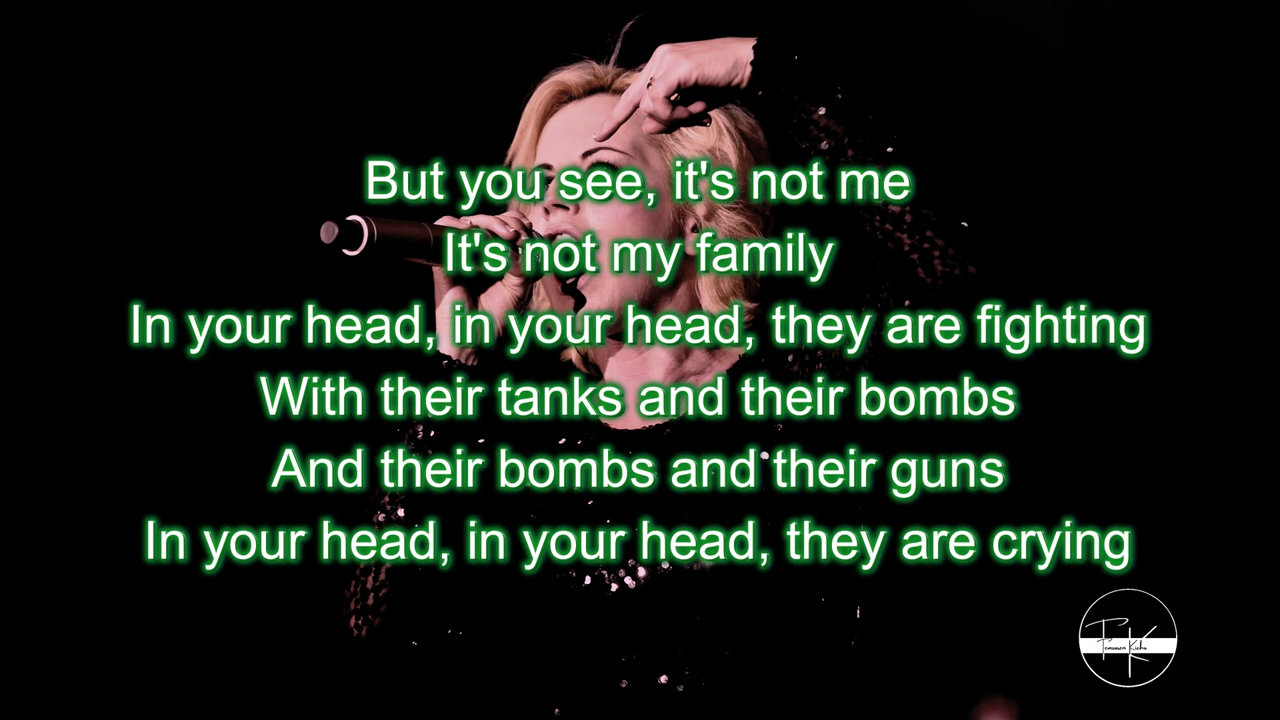 But you see, it's not me
It's not my family
In your head, in your head, they are fighting
With their tanks and their bombs
And their bombs and their guns
In your head, in your head, they are crying